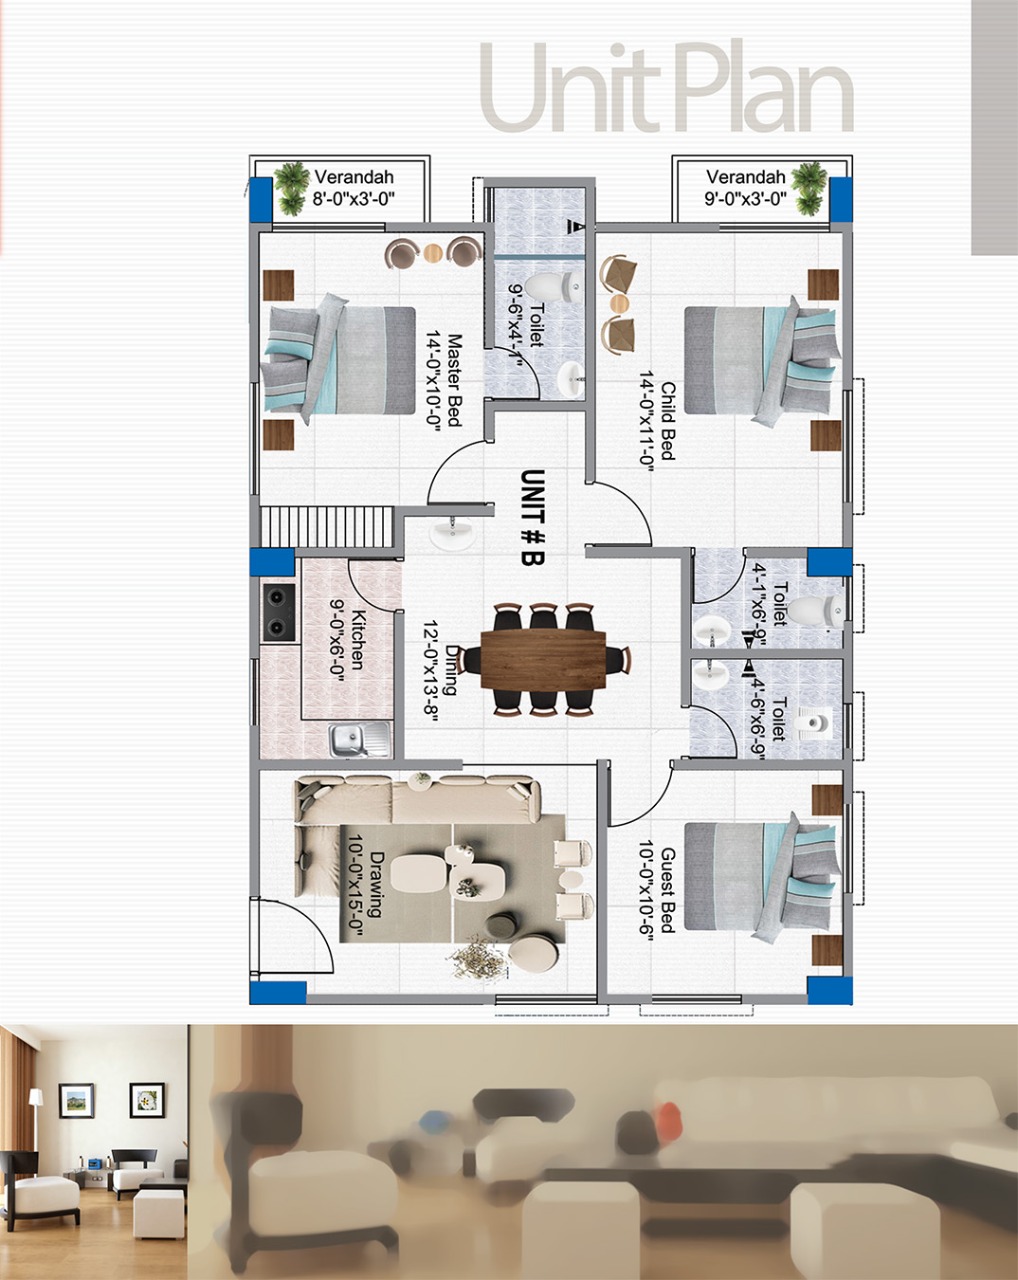 Unit Plan
Verandah
8'-0"x3'-0"
Verandah
9'-0"x3'-0"
Toilet
9'-6"x4'-1"
Master Bed
14'-0"x10'-0"
Child Bed
14'-0"x11'-0"
UNIT # B
Toilet
4'-1"x6'-9"
Kitchen
9'-0"x6'-0"
Dining
12'-0"x13'-8"
Toilet
4'-6"x6'-9"
Drawing
10'-0"x15'-0"
Guest Bed
10'-0"x10'-6"